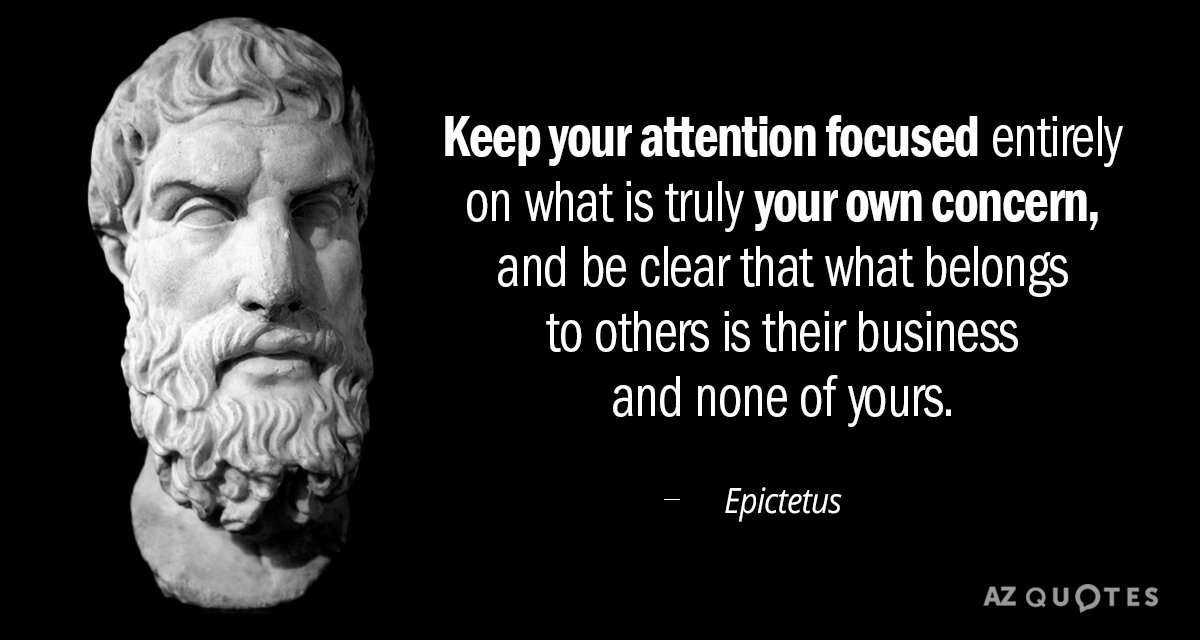 Keep your attention focused entirely
on what is truly your own concern,
and be clear that what belongs
to others is their business
and none of yours.
— Epictetus
AZ QUOTES